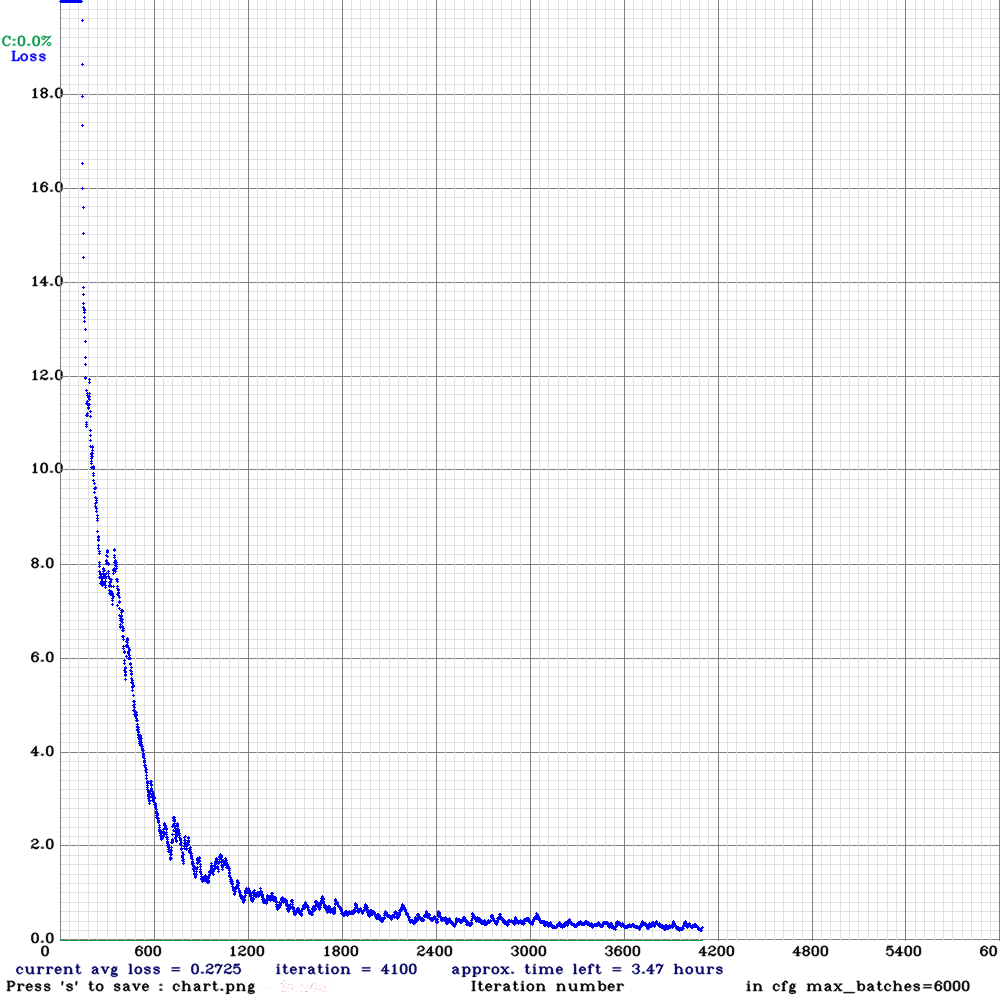 C:0.0%
Loss
18.0
16.0
14.0
12.0
10.0
8.0
6.0
4.0
2.0
0.0
0 600 1200 1800 2400 3000 3600 4200 4800 5400 60
current avg loss = 0.2725 iteration = 4100 approx. time left = 3.47 hours
Press 's' to save : chart.png Iteration number in cfg max_batches=6000